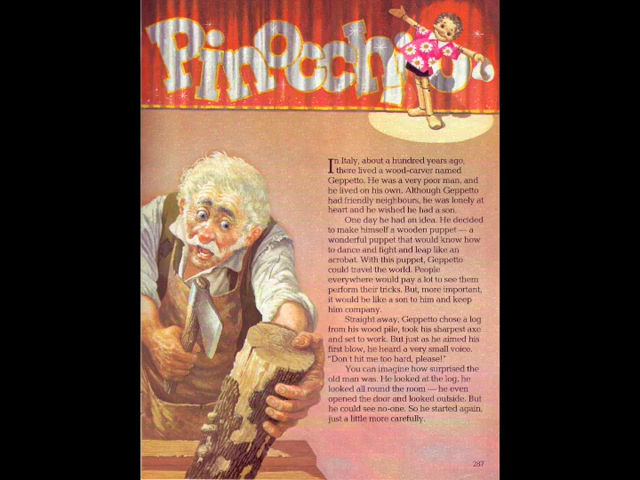 Pinocchio
In Italy, about a hundred years ago,
there lived a wood-carver named
Geppetto. He was a very poor man, and
he lived on his own. Although Geppetto
had friendly neighbours, he was lonely at
heart and he wished he had a son.
One day he had an idea. He decided
to make himself a wooden puppet — a
wonderful puppet that would know how
to dance and fight and leap like an
acrobat. With this puppet, Geppetto
could travel the world. People
everywhere would pay a lot to see them
perform their tricks. But, more important,
it would be like a son to him and keep
him company.
Straight away, Geppetto chose a log
from his wood pile, took his sharpest axe
and set to work. But just as he aimed his
first blow, he heard a very small voice.
“Don't hit me too hard, please!”
You can imagine how surprised the
old man was. He looked at the log, he
looked all round the room — he even
opened the door and looked outside. But
he could see no-one. So he started again,
just a little more carefully.
287